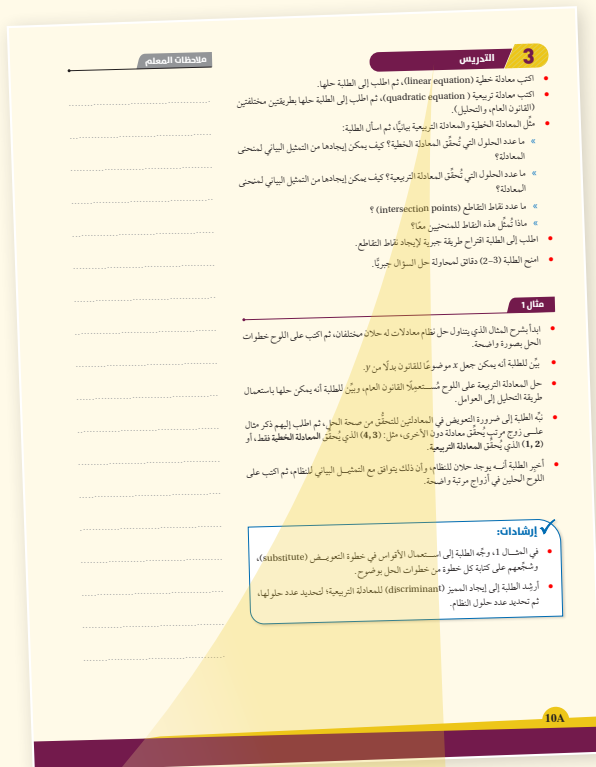 3 التدريس
ملاحظات المعلم
• اكتب معادلة خطية (linear equation)، ثم اطلب إلى الطلبة حلها.
• اكتب معادلة تربيعية (quadratic equation)، ثم اطلب إلى الطلبة حلها بطريقتين مختلفتين
(القانون العام، والتحليل).
• مثِّل المعادلة الخطية والمعادلة التربيعية بيانيًّا، ثم اسأل الطلبة:
» ما عدد الحلول التي تُحقِّق المعادلة الخطية؟ كيف يمكن إيجادها من التمثيل البياني لمنحنى
المعادلة؟
» ما عدد الحلول التي تُحقِّق المعادلة التربيعية؟ كيف يمكن إيجادها من التمثيل البياني لمنحنى
المعادلة؟
» ما عدد نقاط التقاطع (intersection points) ؟
» ماذا تُمثِّل هذه النقاط للمنحنيين معًا؟
• اطلب إلى الطلبة اقتراح طريقة جبرية لإيجاد نقاط التقاطع.
• امنح الطلبة (3–2) دقائق لمحاولة حل السؤال جبريًّا.
مثال 1
• ابدأ بشرح المثال الذي يتناول حل نظام معادلات له حلان مختلفان، ثم اكتب على اللوح خطوات
الحل بصورة واضحة.
• بيِّن للطلبة أنه يمكن جعل x موضوعًا للقانون بدلًا من y.
• حل المعادلة التربيعة على اللوح مُستعمِلًا القانون العام، وبيِّن للطلبة أنه يمكن حلها باستعمال
طريقة التحليل إلى العوامل.
• نبِّه الطلبة إلى ضرورة التعويض في المعادلتين للتحقُّق من صحة الحل، ثم اطلب إليهم ذكر مثال
على زوج مرتب يُحقِّق معادلة دون الأخرى، مثل: (4, 3) الذي يُحقِّق المعادلة الخطية فقط، أو
(1, 2) الذي يُحقِّق المعادلة التربيعية.
• أخبِر الطلبة أنه يوجد حلان للنظام، وأن ذلك يتوافق مع التمثيل البياني للنظام، ثم اكتب على
اللوح الحلين في أزواج مرتبة واضحة.
إرشادات:
• في المثال 1، وجِّه الطلبة إلى استعمال الأقواس في خطوة التعويض (substitute)،
وشجِّعهم على كتابة كل خطوة من خطوات الحل بوضوح.
• أرشِد الطلبة إلى إيجاد المميز (discriminant) للمعادلة التربيعية؛ لتحديد عدد حلولها،
ثم تحديد عدد حلول النظام.
10A